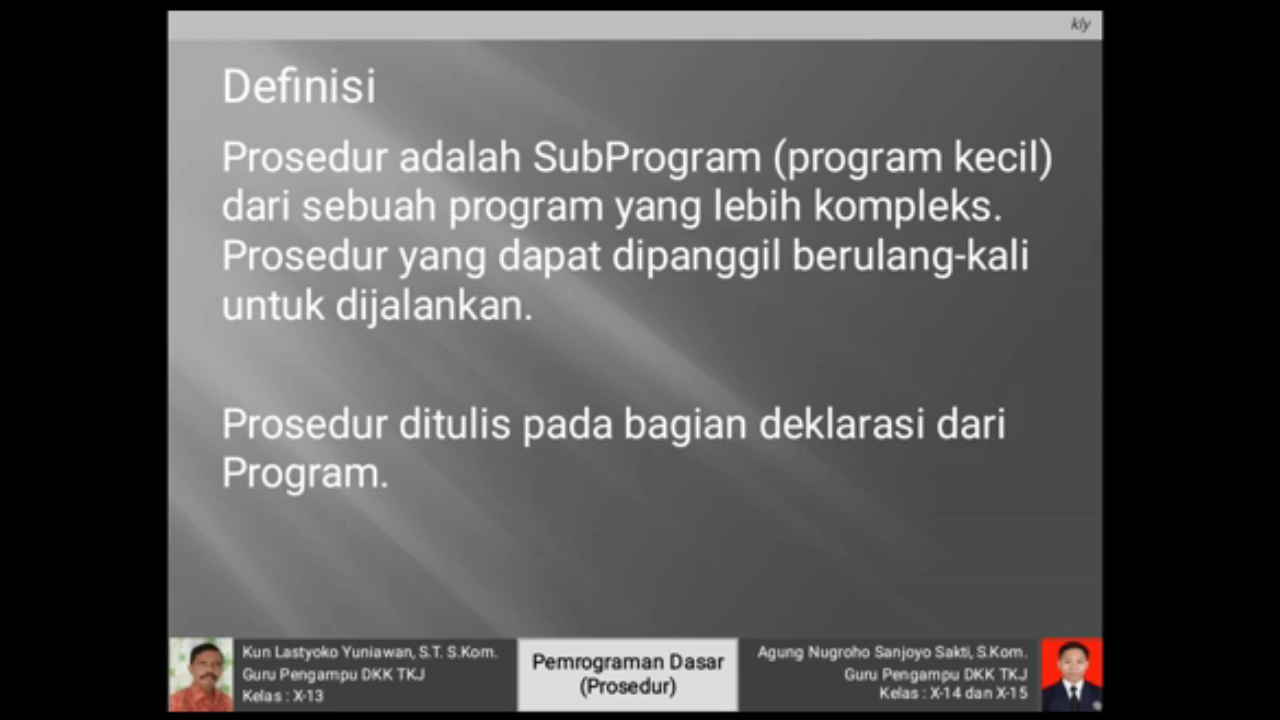 kly
Definisi
Prosedur adalah SubProgram (program kecil)
dari sebuah program yang lebih kompleks.
Prosedur yang dapat dipanggil berulang-kali
untuk dijalankan.
Prosedur ditulis pada bagian deklarasi dari
Program.
Kun Lastyoko Yuniawan, S.T. S.Kom.
Guru Pengampu DKK TKJ
Kelas : X-13
Pemrograman Dasar
(Prosedur)
Agung Nugroho Sanjoyo Sakti, S.Kom.
Guru Pengampu DKK TKJ
Kelas : X-14 dan X-15